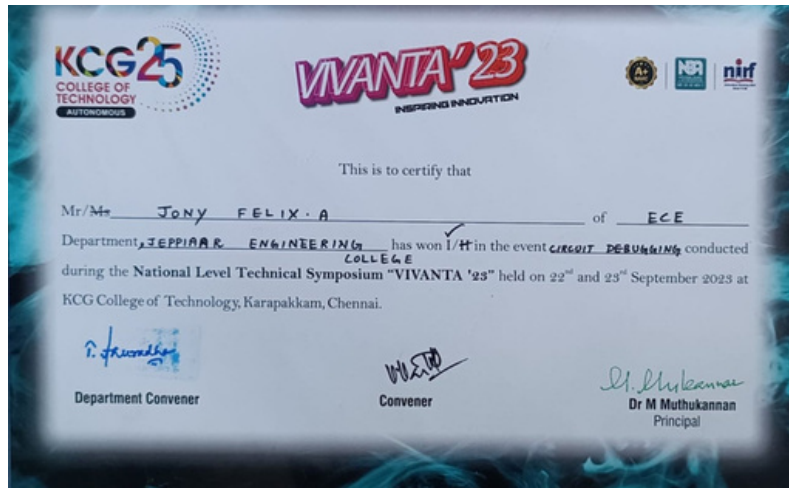 KCG25
COLLEGE OF
TECHNOLOGY
AUTONOMOUS
VIVANTA'23
INSPIRING INNOVATION
A+
NBA
nirf
This is to certify that
Mr/Ms JONY FELIX. A of ECE
Department, JEPPIAAR ENGINEERING COLLEGE has won I/II in the event CIRCUIT DEBUGGING conducted
during the National Level Technical Symposium "VIVANTA '23" held on 22nd and 23rd September 2023 at
KCG College of Technology, Karapakkam, Chennai.
Department Convener
Convener
Dr M Muthukannan
Principal